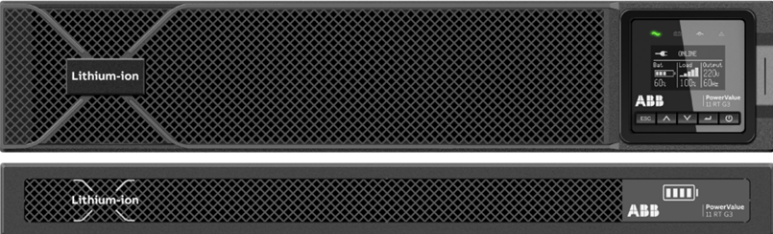 Lithium-ion
ONLINE
Bat. Load Output
220v
60% 100% 60Hz
ABB PowerValue
11 RT G3
ESC
Lithium-ion
ABB PowerValue
11 RT G3